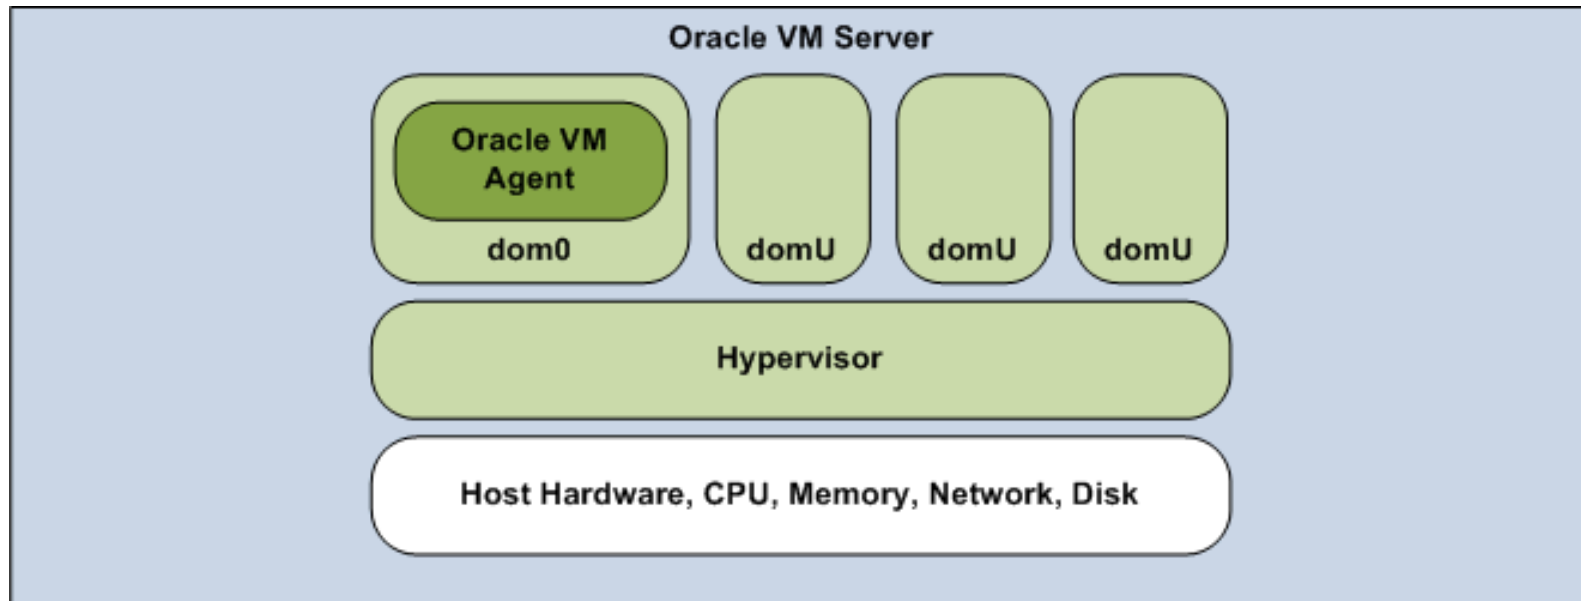 Oracle VM Server
Oracle VM
Agent
dom0
domU
domU
domU
Hypervisor
Host Hardware, CPU, Memory, Network, Disk